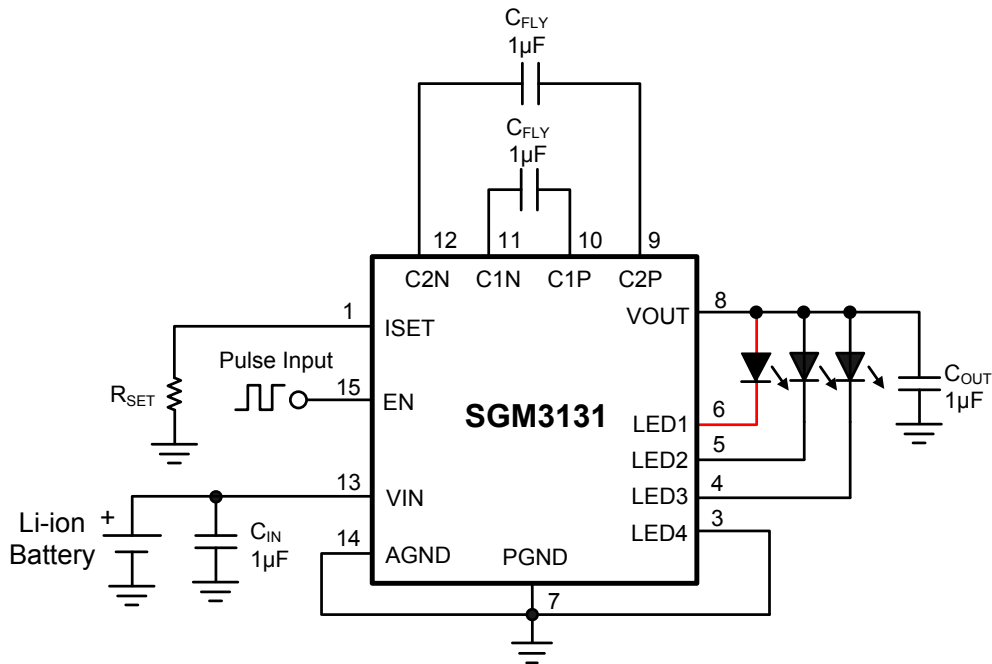 CFLY
1µF
CFLY
1µF
12
11
10
9
C2N
C1N
C1P
C2P
1
ISET
VOUT
8
RSET
Pulse Input
15
EN
SGM3131
COUT
1µF
LED1
6
LED2
5
LED3
4
LED4
3
13
VIN
Li-ion
Battery
+
CIN
1µF
14
AGND
PGND
7